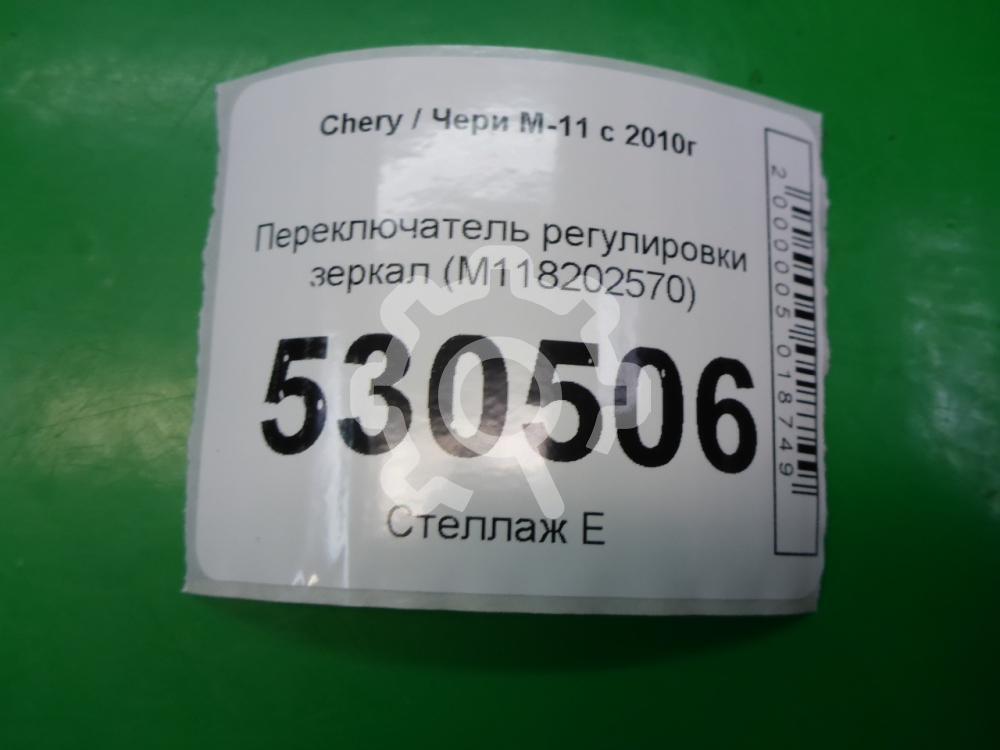 Chery / Чери М-11 с 2010г
Переключатель регулировки
зеркал (M118202570)
530506
Стеллаж Е
2000005018749